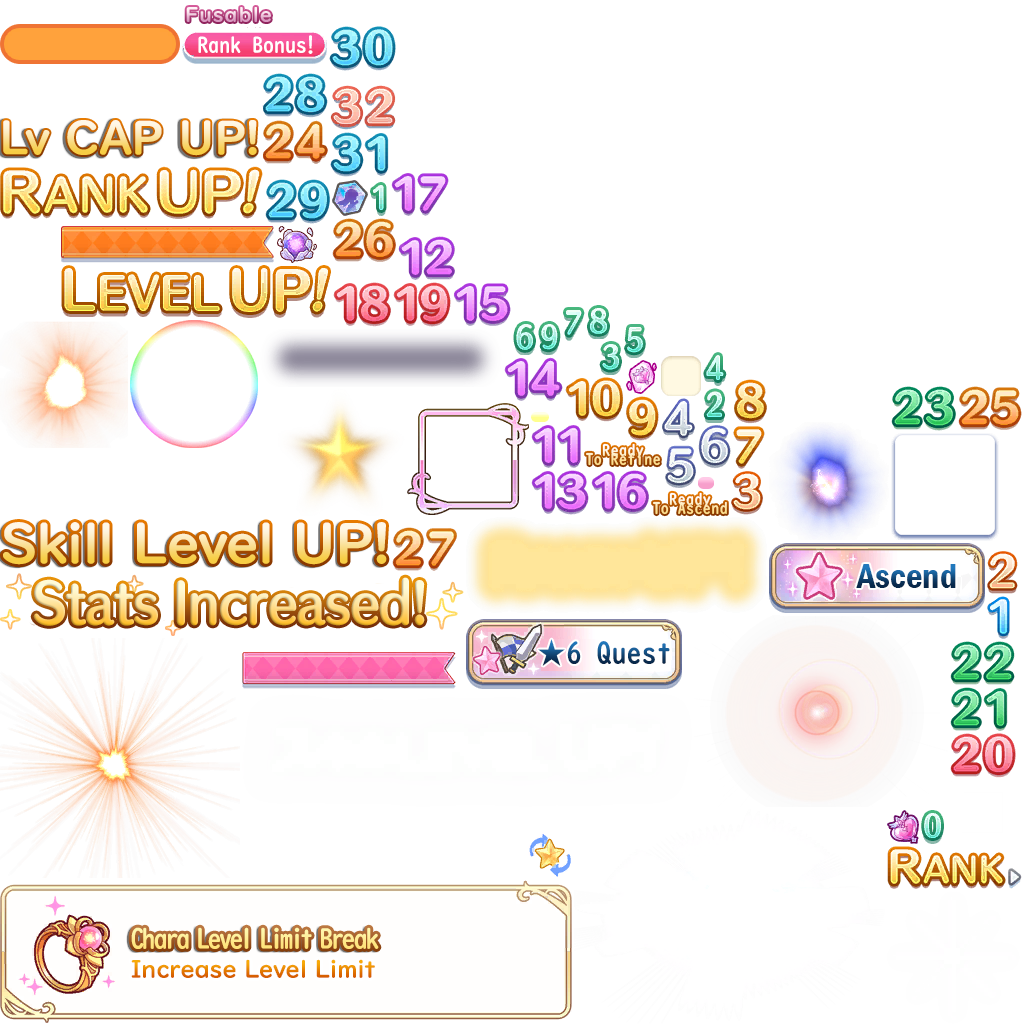 Fusable
Rank Bonus!
30
28
32
Lv CAP UP!
24
31
RANK UP!
29
1
17
26
12
LEVEL UP!
18
19
15
6
9
7
8
3
5
14
10
9
4
4
2
8
23
25
11
Ready
To Refine
5
6
7
13
16
Ready
To Ascend
3
Skill Level UP!
27
Ascend
2
Stats Increased!
1
★6 Quest
22
21
20
0
RANK
Chara Level Limit Break
Increase Level Limit